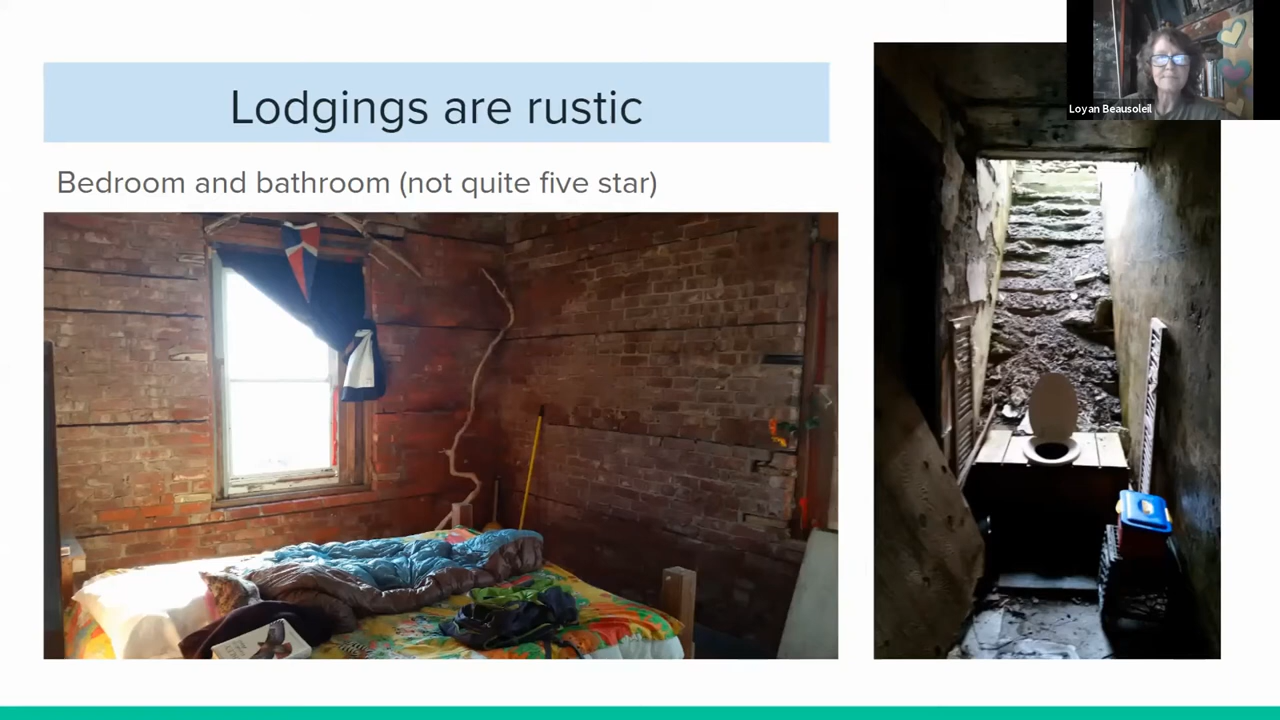 Lodgings are rustic
Bedroom and bathroom (not quite five star)
Loyan Beausoleil